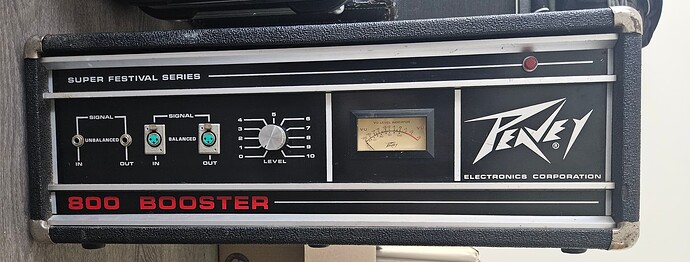 SUPER FESTIVAL SERIES
SIGNAL
UNBALANCED
IN OUT
SIGNAL
BALANCED
IN OUT
5
4 6
3 7
2 8
1 9
0 10
LEVEL
PEAVEY
PEAVEY®
ELECTRONICS CORPORATION
800 BOOSTER